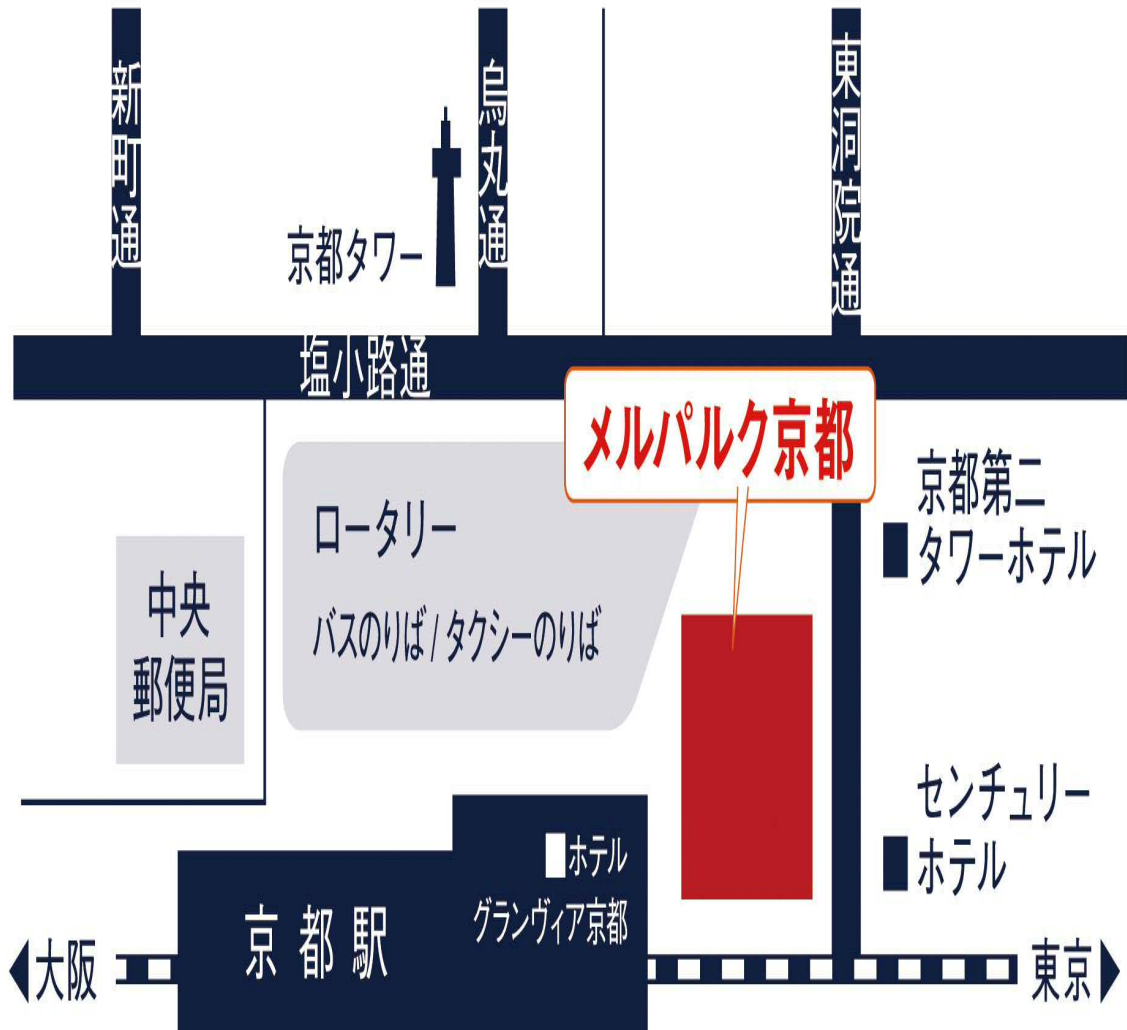 新町通
烏丸通
東洞院通
京都タワー
塩小路通
メルパルク京都
ロータリー
バスのりば / タクシーのりば
京都第二
タワーホテル
中央
郵便局
センチュリー
ホテル
ホテル
グランヴィア京都
京都駅
大阪
東京